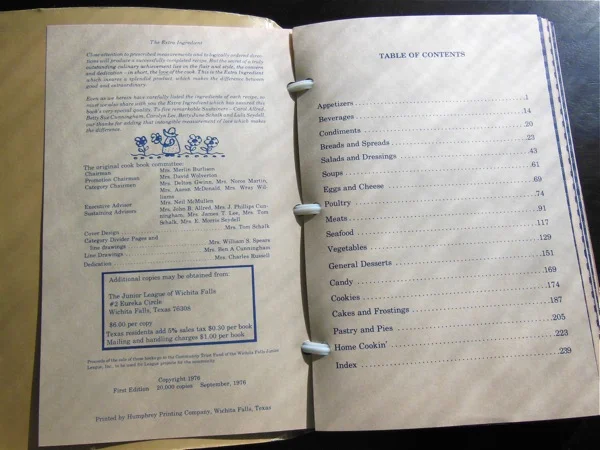 The Extra Ingredient
Close attention to prescribed measurements and to logically ordered direc-
tions will produce a successfully completed recipe. But the secret of a truly
outstanding culinary achievement lies in the flair and style, the concern
and dedication - in short, the love of the cook. This is the Extra Ingredient
which insures a splendid product, which makes the difference between
good and extraordinary.
Even as we herein have carefully listed the ingredients of each recipe, so
must we also share with you the Extra Ingredient which has assured this
book's very special quality. To five remarkable Sustainers - Carol Allred,
Betty Sue Cunningham, Carolyn Lee, Betty June Schalk and Lulu Seydell,
our thanks for adding that intangible measurement of love which makes
the difference.
The original cook book committee:
Chairman Mrs. Merlin Burtison
Promotion Chairman Mrs. David Wolverton
Category Chairmen Mrs. Delton Gwinn, Mrs. Norm Martin,
Mrs. Aaron McDonald, Mrs. Wray Wil-
liams
Executive Advisor Mrs. Neil McMullen
Sustaining Advisors Mrs. John B. Allred, Mrs. J. Phillips Cun-
ningham, Mrs. James T. Lee, Mrs. Tom
Schalk, Mrs. E. Morris Seydell
Cover Design Mrs. Tom Schalk
Category Divider Pages and
line drawings Mrs. William S. Spears
Line Drawings Mrs. Ben A Cunningham
Dedication Mrs. Charles Russell
Additional copies may be obtained from
The Junior League of Wichita Falls
#2 Eureka Circle
Wichita Falls, Texas 76308
$6.00 per copy
Texas residents add 5% sales tax $0.30 per book
Mailing and handling charges $1.00 per book
Proceeds of the sale of these books go to the Community Trust Fund of the Wichita Falls Junior
League, Inc. to be used for League projects for the community.
Copyright 1976
First Edition 20,000 copies September, 1976
Printed by Humphrey Printing Company, Wichita Falls, Texas
TABLE OF CONTENTS
Appetizers 1
Beverages 14
Condiments 20
Breads and Spreads 23
Salads and Dressings 43
Soups 61
Eggs and Cheese 69
Poultry 74
Meats 91
Seafood 117
Vegetables 129
General Desserts 151
Candy 169
Cookies 174
Cakes and Frostings 187
Pastry and Pies 205
Home Cookin' 223
Index 239